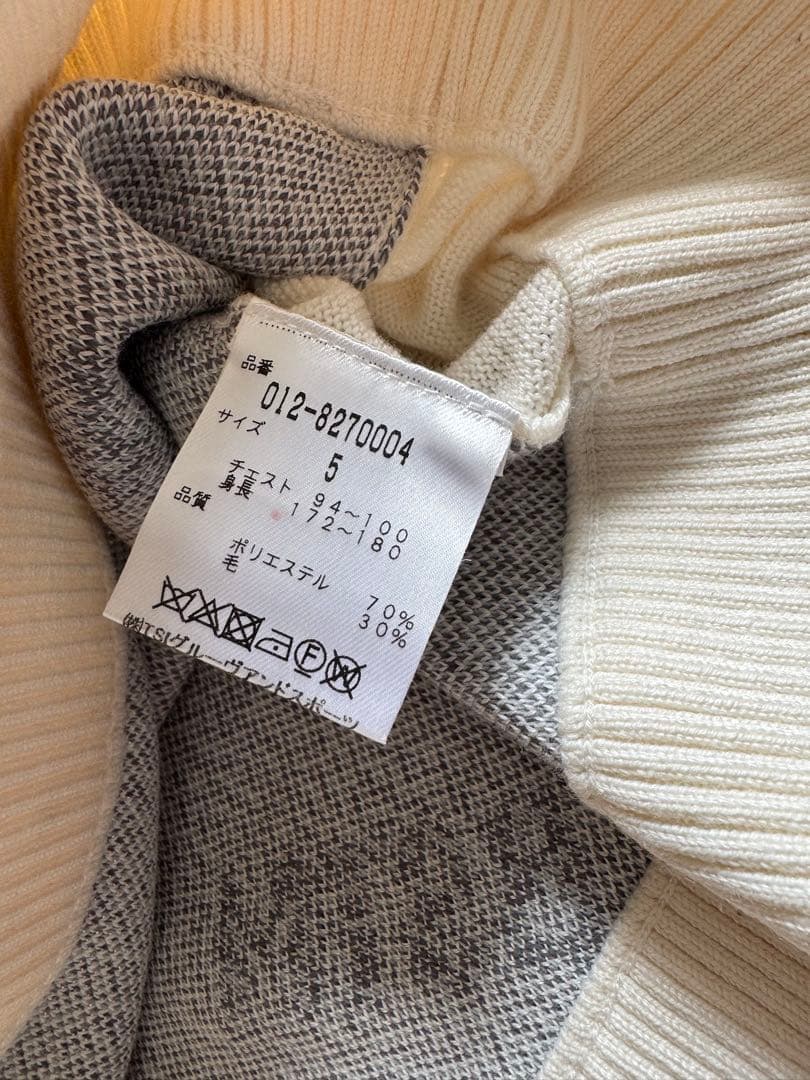 品番
012-8270004
サイズ
5
チェスト 94～100
身長 172～180
品質
ポリエステル 70%
毛 30%
F
W
(株)TSIグルーヴアンドスポーツ